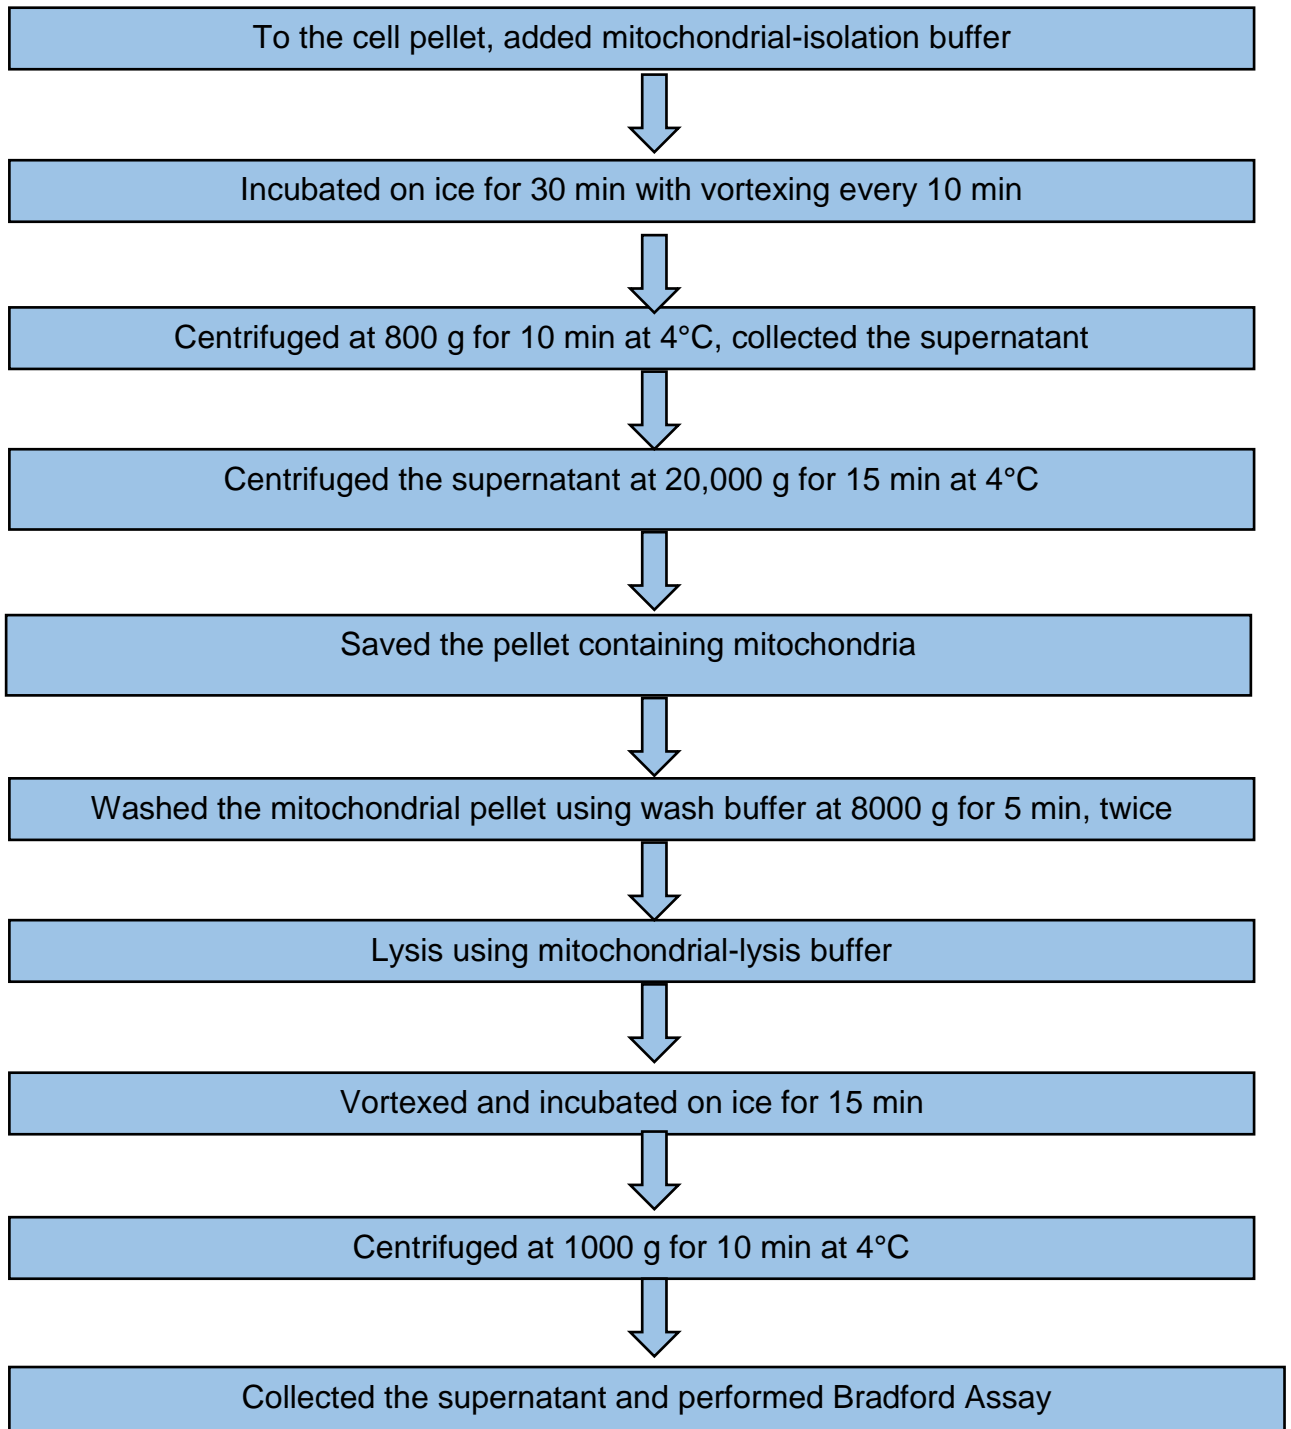 To the cell pellet, added mitochondrial-isolation buffer
Incubated on ice for 30 min with vortexing every 10 min
Centrifuged at 800 g for 10 min at 4°C, collected the supernatant
Centrifuged the supernatant at 20,000 g for 15 min at 4°C
Saved the pellet containing mitochondria
Washed the mitochondrial pellet using wash buffer at 8000 g for 5 min, twice
Lysis using mitochondrial-lysis buffer
Vortexed and incubated on ice for 15 min
Centrifuged at 1000 g for 10 min at 4°C
Collected the supernatant and performed Bradford Assay